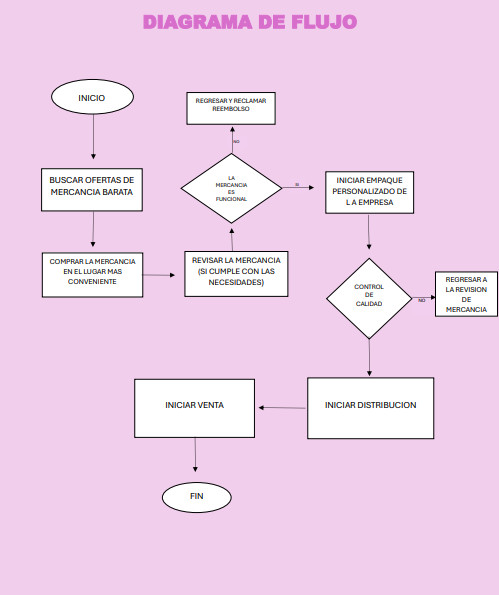 DIAGRAMA DE FLUJO
INICIO
BUSCAR OFERTAS DE
MERCANCIA BARATA
COMPRAR LA MERCANCIA
EN EL LUGAR MAS
CONVENIENTE
REVISAR LA MERCANCIA
(SI CUMPLE CON LAS
NECESIDADES)
LA
MERCANCIA
ES
FUNCIONAL
NO
REGRESAR Y RECLAMAR
REEMBOLSO
SI
INICIAR EMPAQUE
PERSONALIZADO DE
L A EMPRESA
CONTROL
DE
CALIDAD
NO
REGRESAR A
LA REVISION
DE
MERCANCIA
INICIAR DISTRIBUCION
INICIAR VENTA
FIN